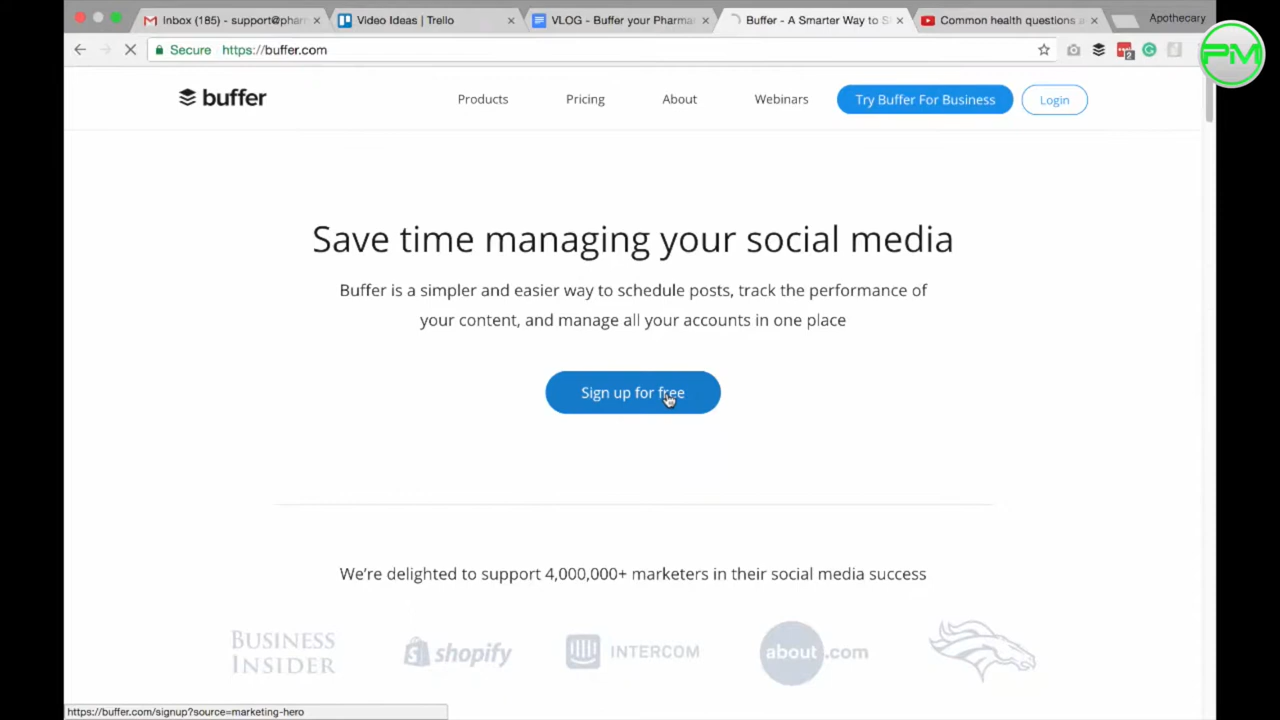 Inbox (185) - support@pharm
Video Ideas | Trello
VLOG - Buffer your Pharma
Buffer - A Smarter Way to S
Common health questions a
Apothecary
PM
Secure
https://buffer.com
2
buffer
Products
Pricing
About
Webinars
Try Buffer For Business
Login
Save time managing your social media
Buffer is a simpler and easier way to schedule posts, track the performance of
your content, and manage all your accounts in one place
Sign up for free
We're delighted to support 4,000,000+ marketers in their social media success
BUSINESS
INSIDER
shopify
INTERCOM
about.com
https://buffer.com/signup?source=marketing-hero